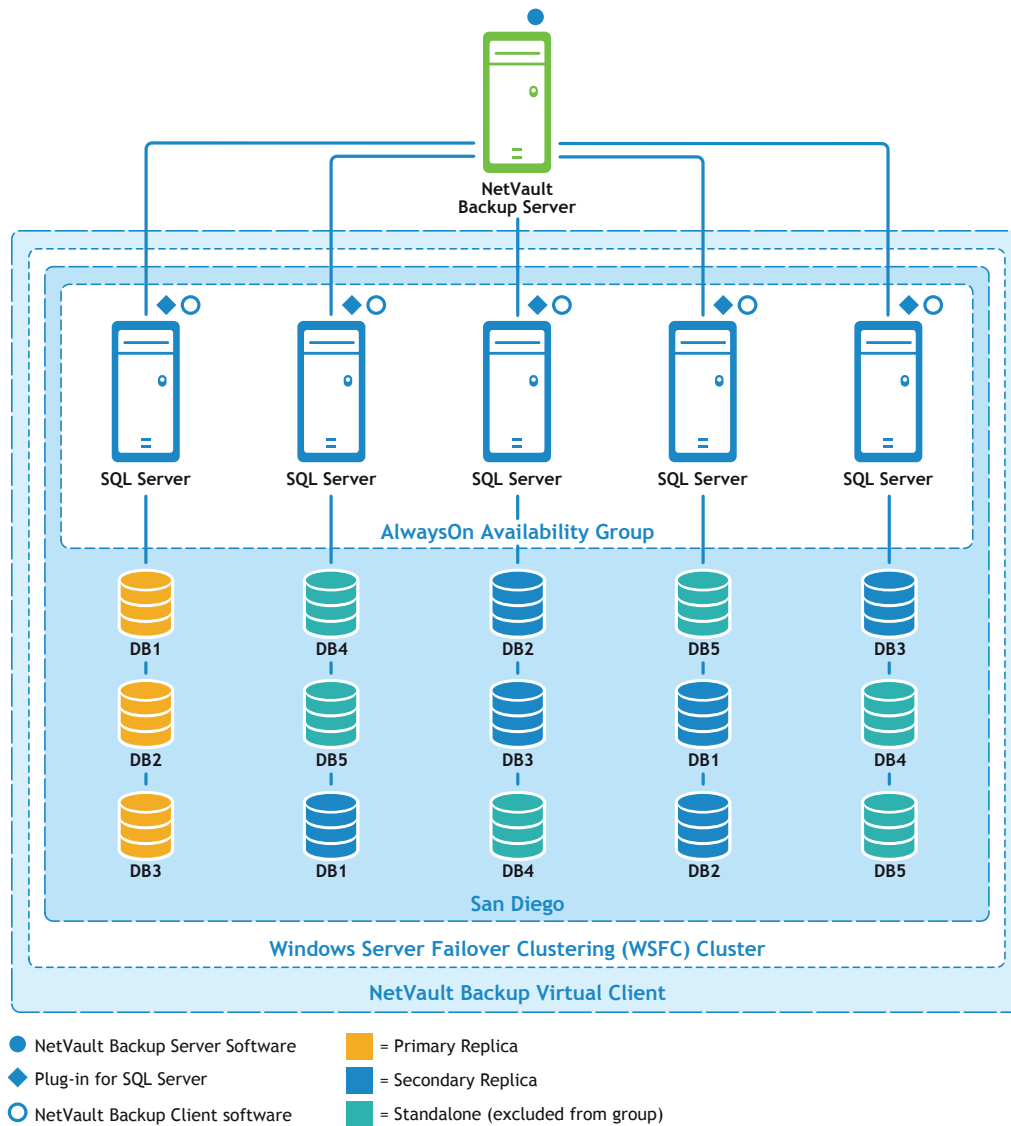 NetVault
Backup Server
SQL Server
SQL Server
SQL Server
SQL Server
SQL Server
AlwaysOn Availability Group
DB1
DB4
DB2
DB5
DB3
DB2
DB5
DB3
DB1
DB4
DB3
DB1
DB4
DB2
DB5
San Diego
Windows Server Failover Clustering (WSFC) Cluster
NetVault Backup Virtual Client
NetVault Backup Server Software
Plug-in for SQL Server
NetVault Backup Client software
= Primary Replica
= Secondary Replica
= Standalone (excluded from group)